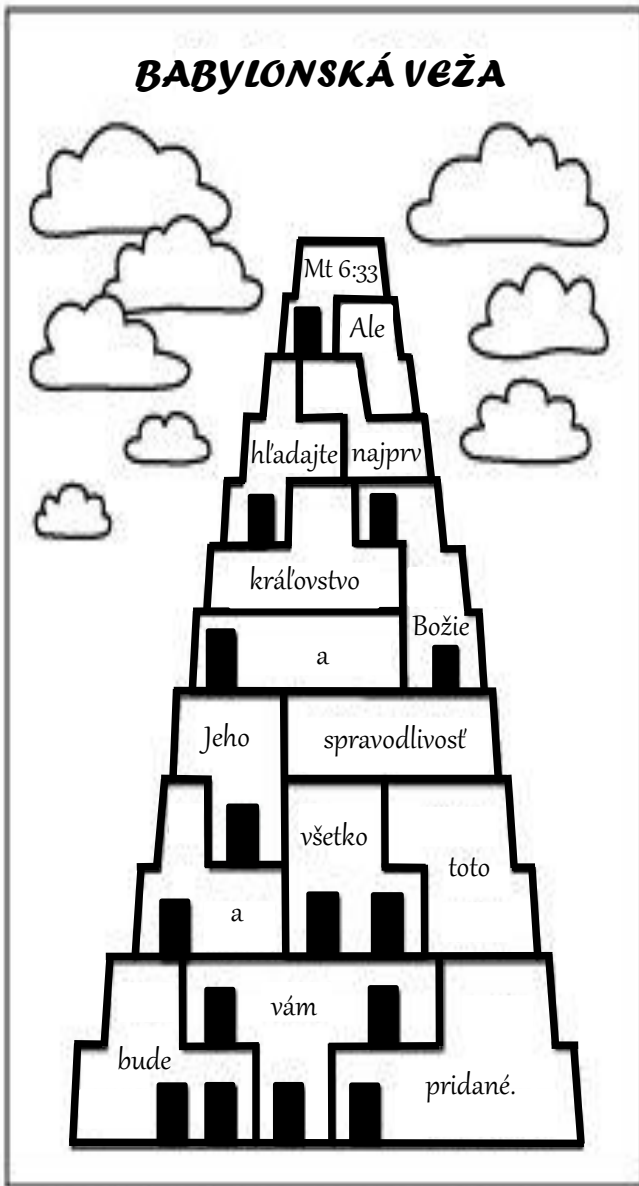 BABYLONSKÁ VEŽA
Mt 6:33
Ale
hľadajte najprv
kráľovstvo
Božie
a
Jeho spravodlivosť
všetko
toto
a
vám
bude
pridané.